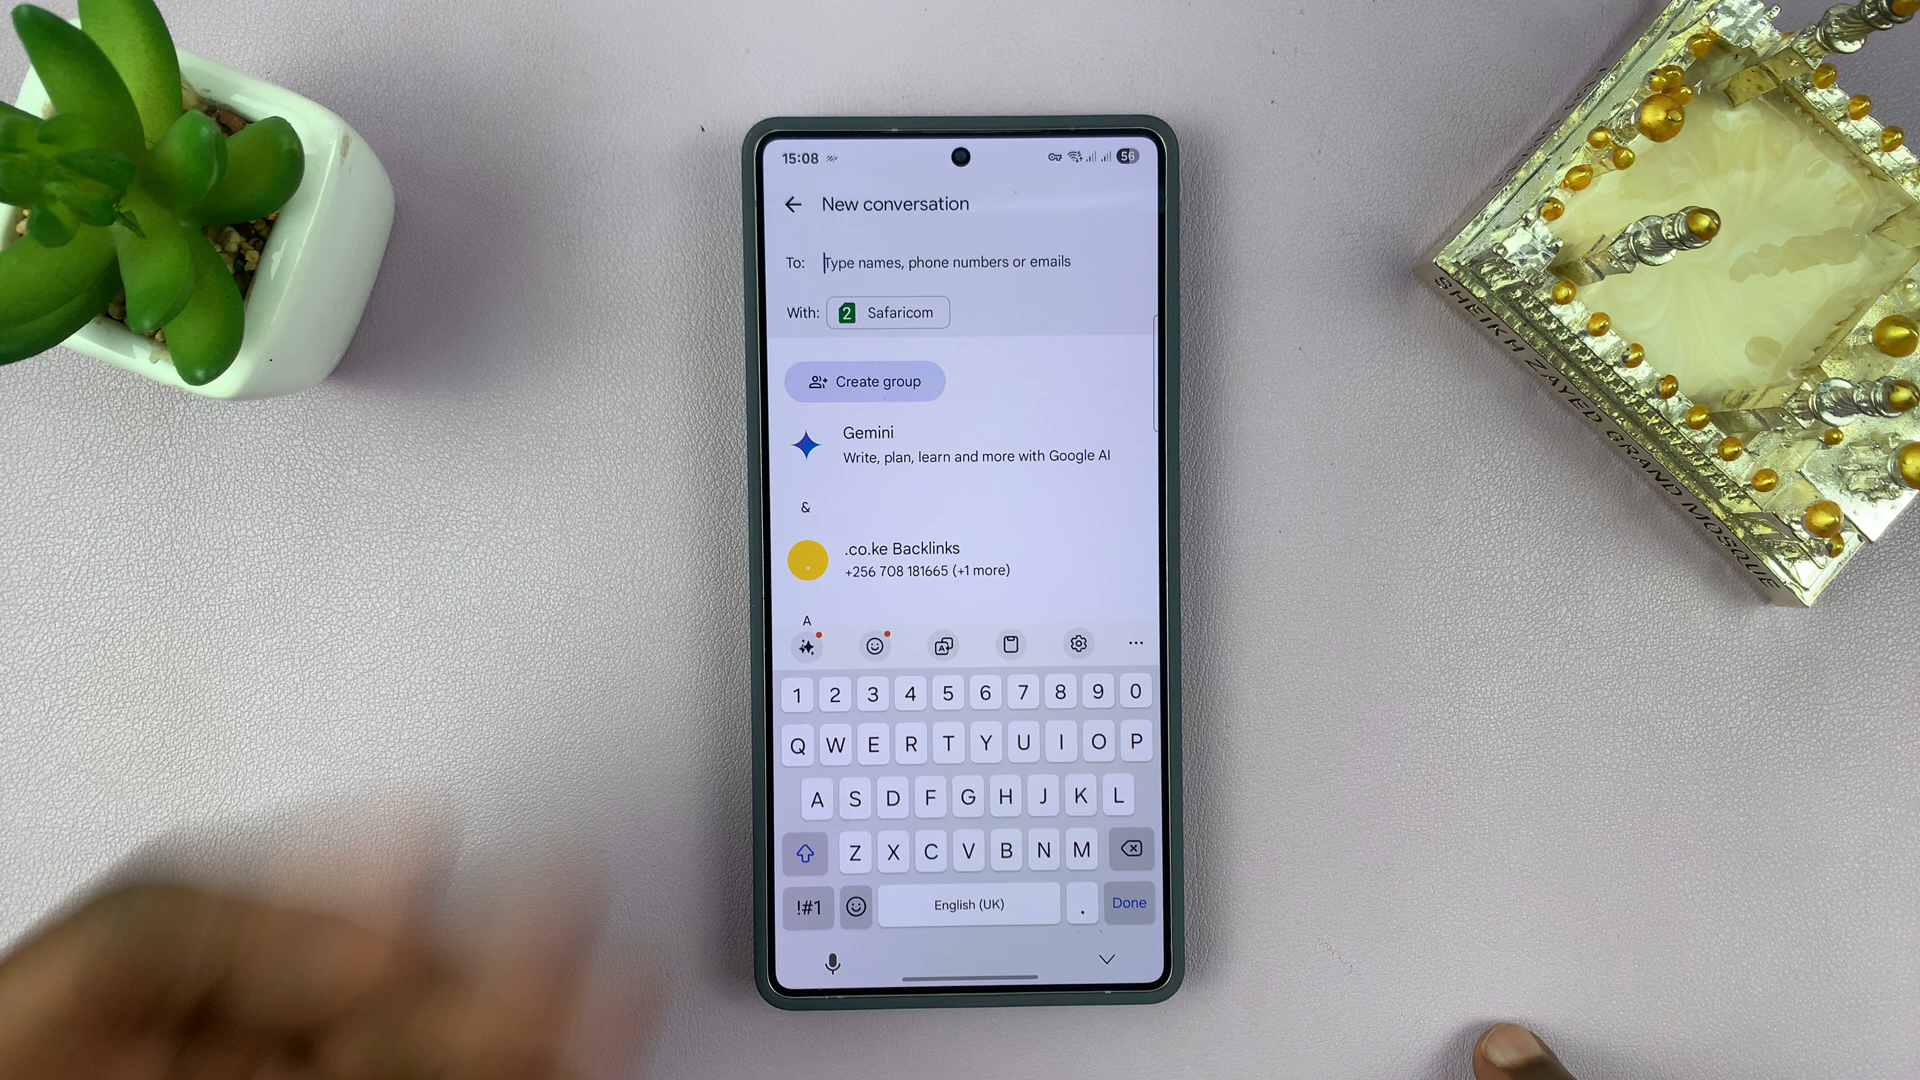 15:08
56
New conversation
To: Type names, phone numbers or emails
With: 2 Safaricom
Create group
Gemini
Write, plan, learn and more with Google AI
&
.co.ke Backlinks
+256 708 181665 (+1 more)
A
1 2 3 4 5 6 7 8 9 0
Q W E R T Y U I O P
A S D F G H J K L
Z X C V B N M
!#1 English (UK) . Done
SHEIKH ZAYED GRAND MOSQUE